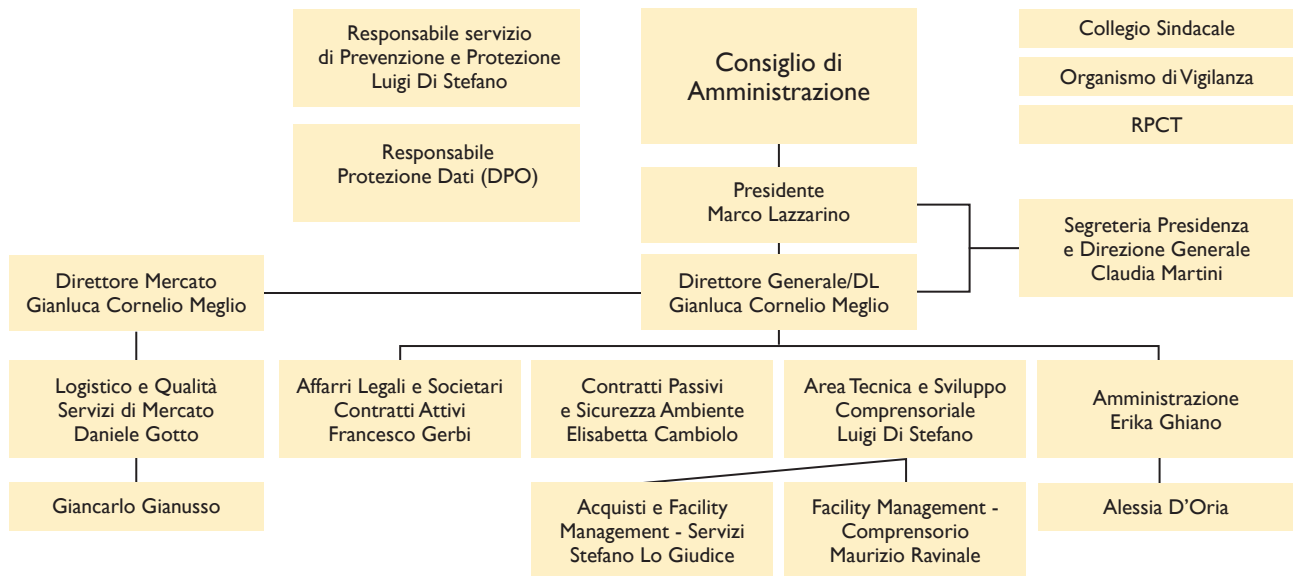 Responsabile servizio
di Prevenzione e Protezione
Luigi Di Stefano
Consiglio di
Amministrazione
Collegio Sindacale
Organismo di Vigilanza
RPCT
Responsabile
Protezione Dati (DPO)
Presidente
Marco Lazzarino
Segreteria Presidenza
e Direzione Generale
Claudia Martini
Direttore Mercato
Gianluca Cornelio Meglio
Direttore Generale/DL
Gianluca Cornelio Meglio
Logistico e Qualità
Servizi di Mercato
Daniele Gotto
Affarri Legali e Societari
Contratti Attivi
Francesco Gerbi
Contratti Passivi
e Sicurezza Ambiente
Elisabetta Cambiolo
Area Tecnica e Sviluppo
Comprensoriale
Luigi Di Stefano
Amministrazione
Erika Ghiano
Giancarlo Gianusso
Acquisti e Facility
Management - Servizi
Stefano Lo Giudice
Facility Management -
Comprensorio
Maurizio Ravinale
Alessia D'Oria